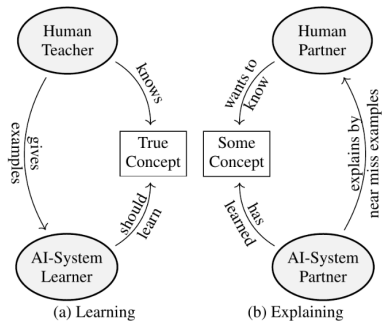 Human
Teacher
knows
gives
examples
True
Concept
should
learn
AI-System
Learner
(a) Learning
Human
Partner
wants to
know
Some
Concept
explains by
near miss examples
has
learned
AI-System
Partner
(b) Explaining